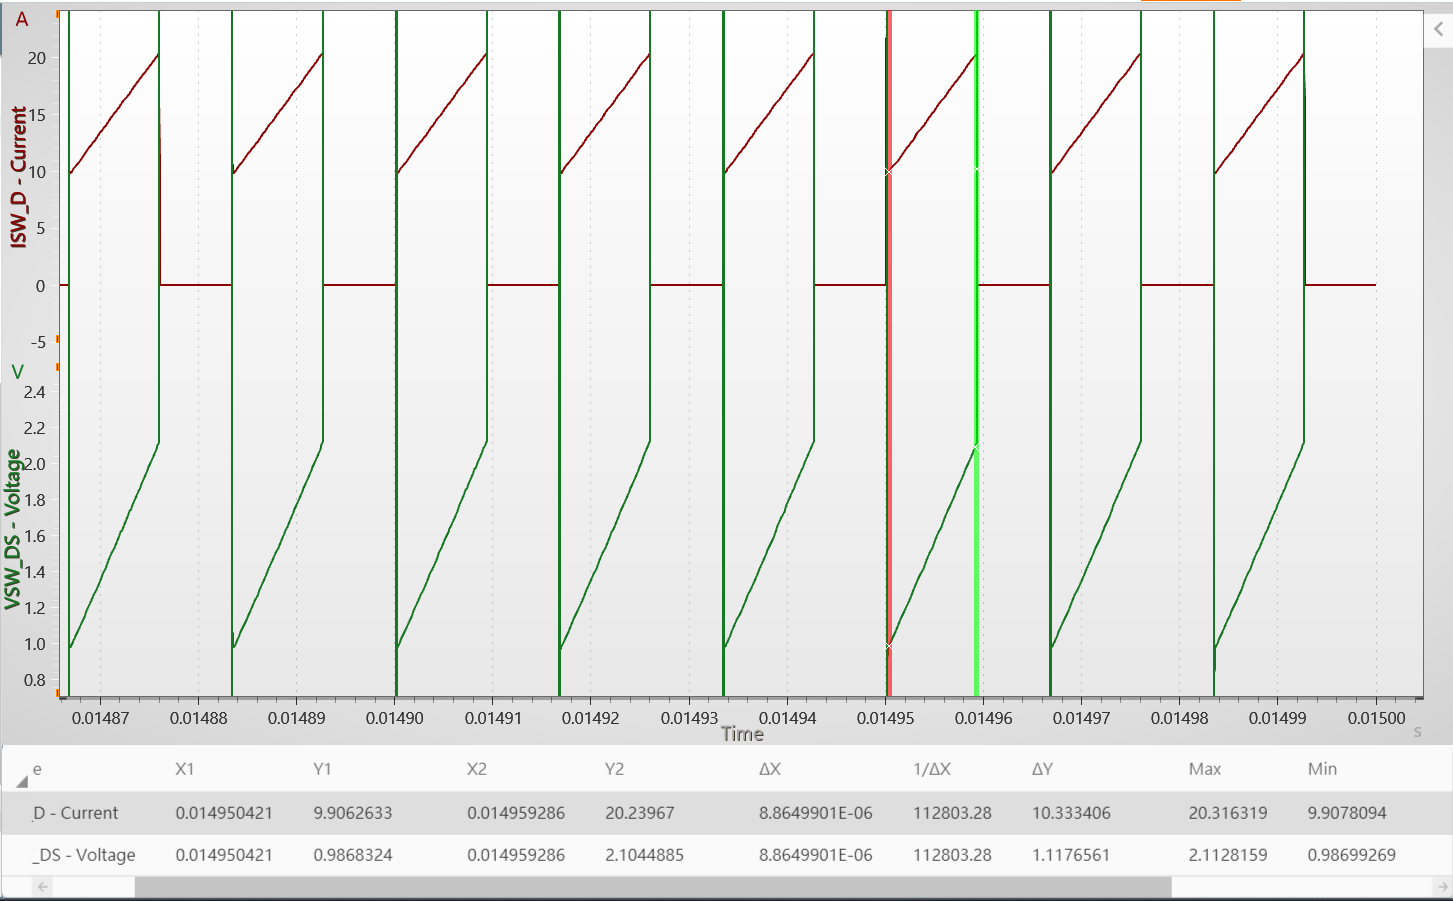 A
20
15
10
5
0
-5
ISW_D - Current
V
2.4
2.2
2.0
1.8
1.6
1.4
1.2
1.0
0.8
VSW_DS - Voltage
0.01487 0.01488 0.01489 0.01490 0.01491 0.01492 0.01493 0.01494 0.01495 0.01496 0.01497 0.01498 0.01499 0.01500
Time
s
e X1 Y1 X2 Y2 ΔX 1/ΔX ΔY Max Min
D - Current 0.014950421 9.9062633 0.014959286 20.23967 8.8649901E-06 112803.28 10.333406 20.316319 9.9078094
_DS - Voltage 0.014950421 0.9868324 0.014959286 2.1044885 8.8649901E-06 112803.28 1.1176561 2.1128159 0.98699269